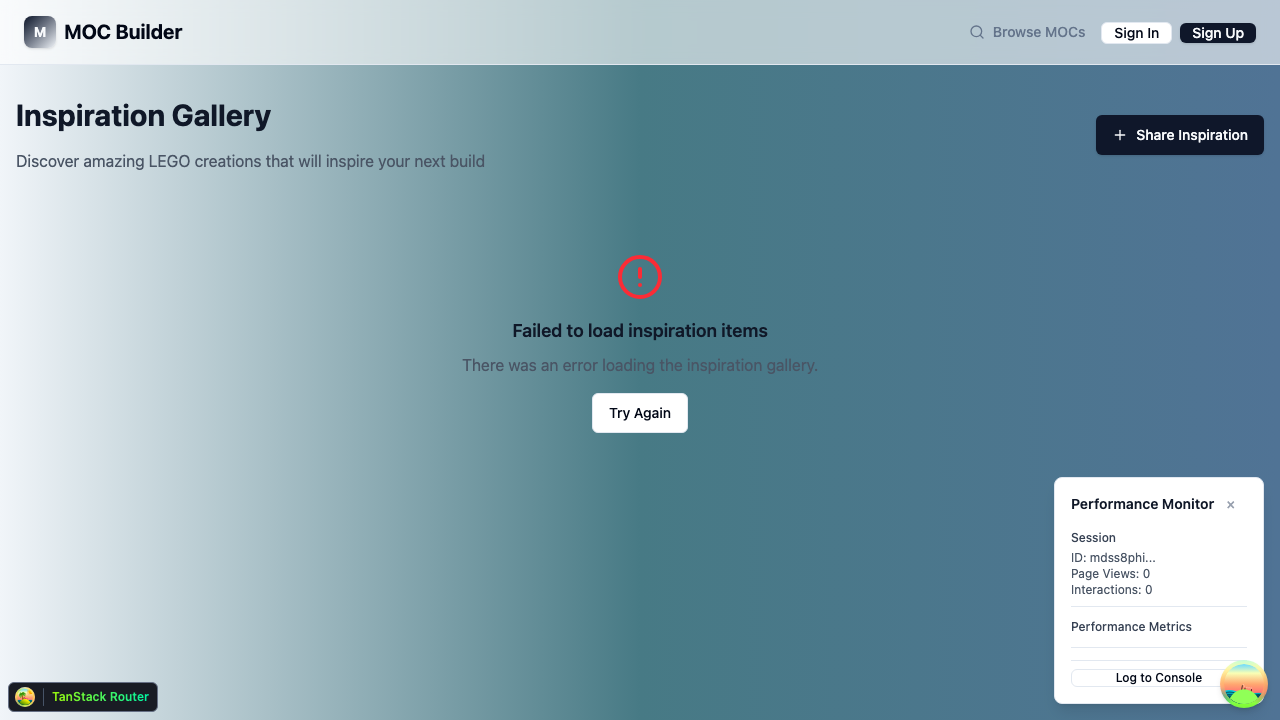 M MOC Builder
Browse MOCs
Sign In
Sign Up
Inspiration Gallery
Discover amazing LEGO creations that will inspire your next build
Share Inspiration
Failed to load inspiration items
There was an error loading the inspiration gallery.
Try Again
Performance Monitor ×
Session
ID: mdss8phi...
Page Views: 0
Interactions: 0
Performance Metrics
Log to Console
TanStack Router